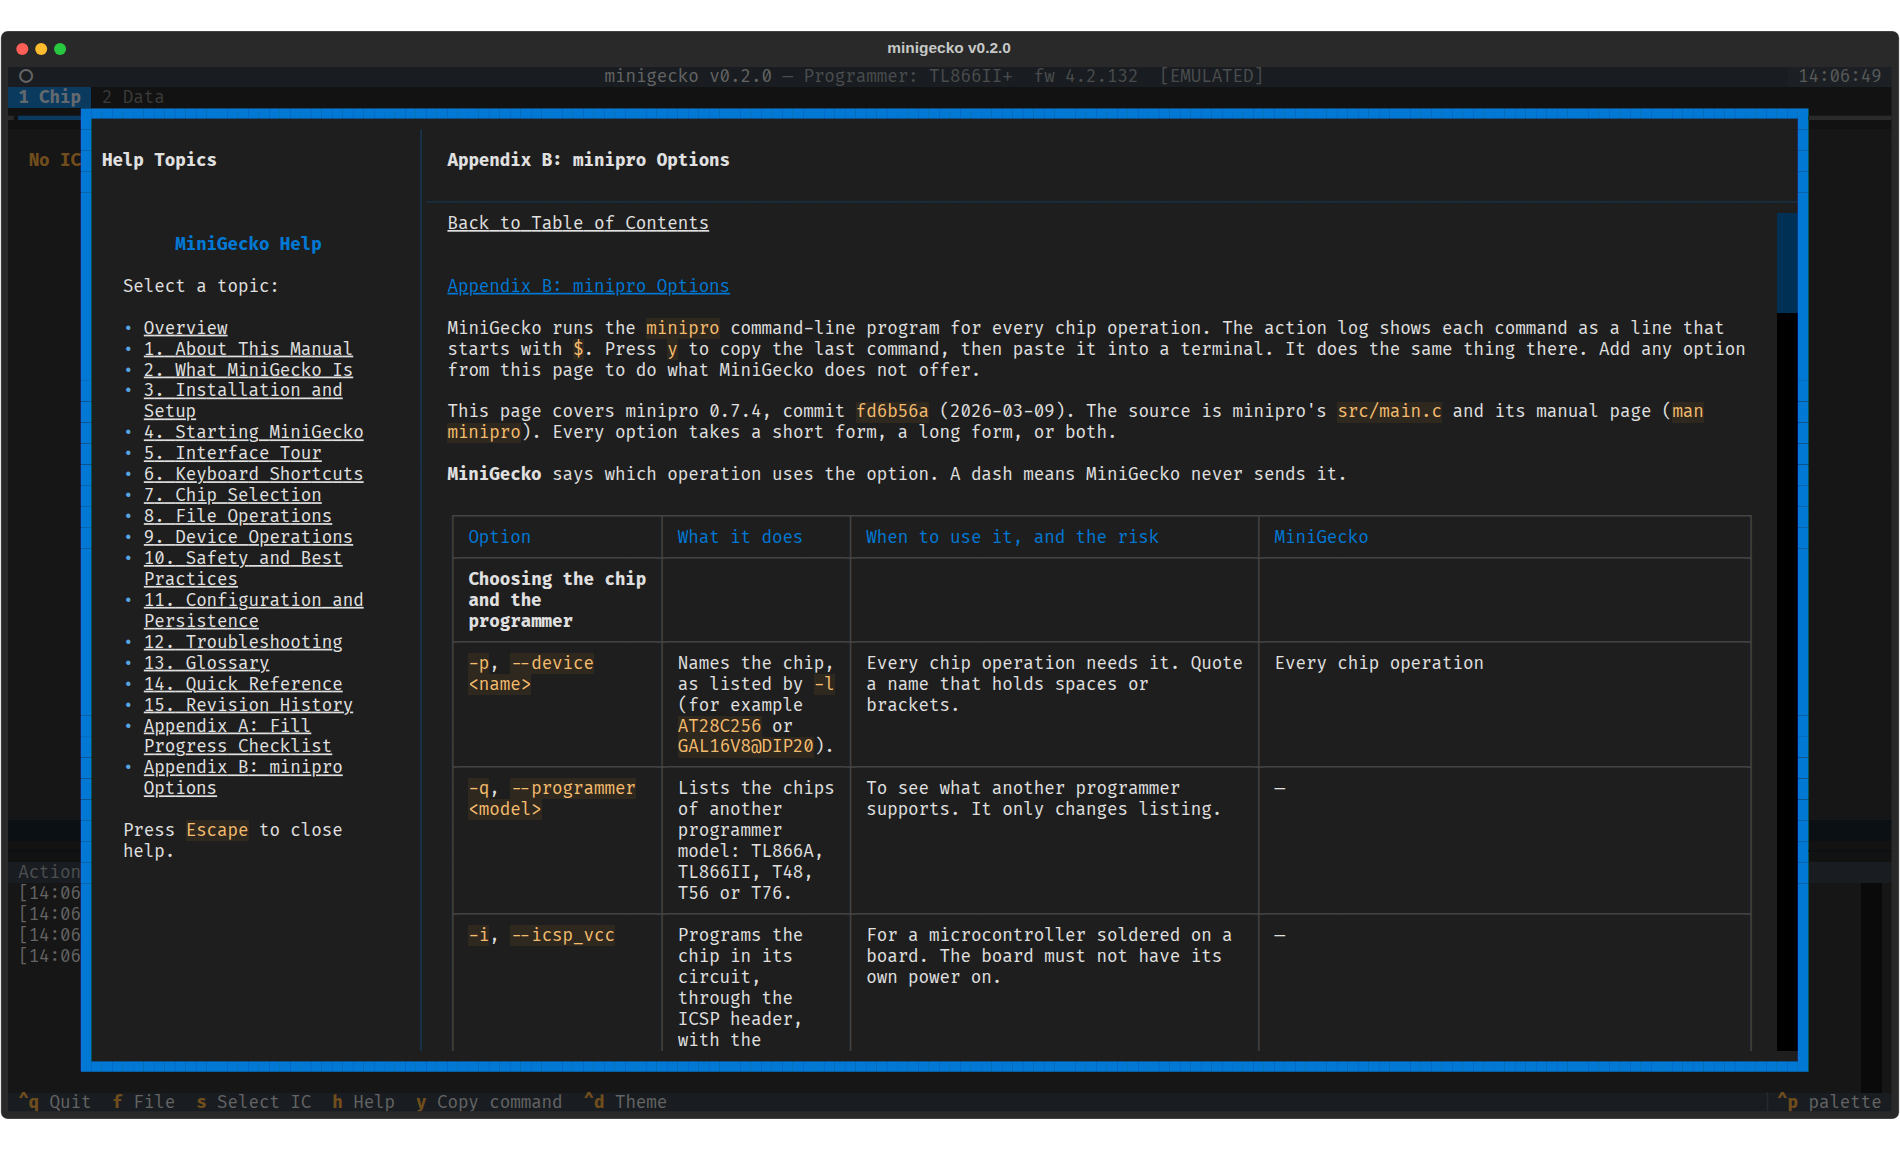 minigecko v0.2.0
minigecko v0.2.0 — Programmer: TL866II+  fw 4.2.132  [EMULATED]
14:06:49
1 Chip  2 Data
No IC
Help Topics
MiniGecko Help
Select a topic:
• Overview
• 1. About This Manual
• 2. What MiniGecko Is
• 3. Installation and
Setup
• 4. Starting MiniGecko
• 5. Interface Tour
• 6. Keyboard Shortcuts
• 7. Chip Selection
• 8. File Operations
• 9. Device Operations
• 10. Safety and Best
Practices
• 11. Configuration and
Persistence
• 12. Troubleshooting
• 13. Glossary
• 14. Quick Reference
• 15. Revision History
• Appendix A: Fill
Progress Checklist
• Appendix B: minipro
Options
Press Escape to close
help.
Action
[14:06
[14:06
[14:06
[14:06
Appendix B: minipro Options
Back to Table of Contents
Appendix B: minipro Options
MiniGecko runs the minipro command-line program for every chip operation. The action log shows each command as a line that
starts with $. Press y to copy the last command, then paste it into a terminal. It does the same thing there. Add any option
from this page to do what MiniGecko does not offer.
This page covers minipro 0.7.4, commit fd6b56a (2026-03-09). The source is minipro's src/main.c and its manual page (man
minipro). Every option takes a short form, a long form, or both.
MiniGecko says which operation uses the option. A dash means MiniGecko never sends it.
Option
What it does
When to use it, and the risk
MiniGecko
Choosing the chip
and the
programmer
-p, --device
<name>
Names the chip,
as listed by -l
(for example
AT28C256 or
GAL16V8@DIP20).
Every chip operation needs it. Quote
a name that holds spaces or
brackets.
Every chip operation
-q, --programmer
<model>
Lists the chips
of another
programmer
model: TL866A,
TL866II, T48,
T56 or T76.
To see what another programmer
supports. It only changes listing.
—
-i, --icsp_vcc
Programs the
chip in its
circuit,
through the
ICSP header,
with the
For a microcontroller soldered on a
board. The board must not have its
own power on.
—
^q Quit  f File  s Select IC  h Help  y Copy command  ^d Theme
^p palette